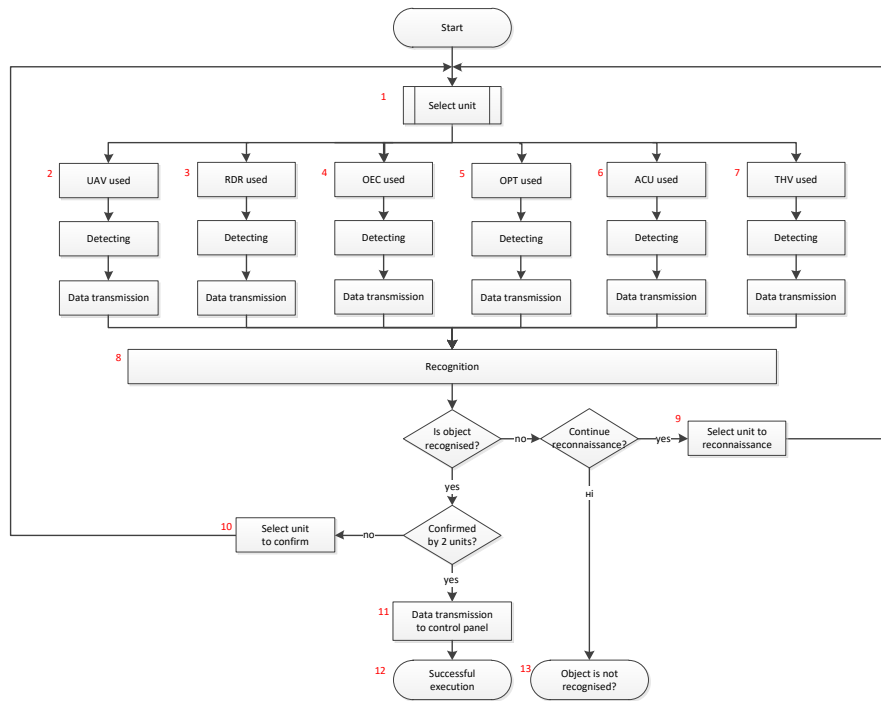 Start
1
Select unit
2
UAV used
3
RDR used
4
OEC used
5
OPT used
6
ACU used
7
THV used
Detecting
Detecting
Detecting
Detecting
Detecting
Detecting
Data transmission
Data transmission
Data transmission
Data transmission
Data transmission
Data transmission
8
Recognition
Is object
recognised?
no
Continue
reconnaissance?
yes
9
Select unit to
reconnaissance
yes
ні
10
Select unit
to confirm
no
Confirmed
by 2 units?
yes
11
Data transmission
to control panel
12
Successful
execution
13
Object is not
recognised?